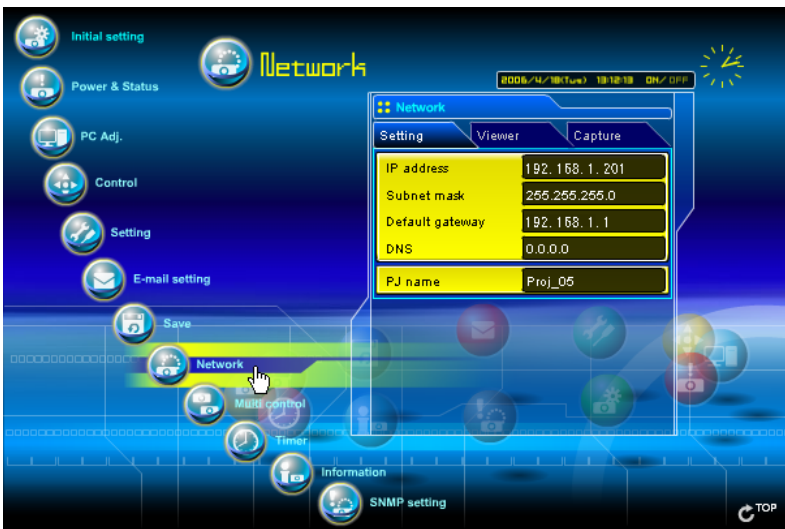 Initial setting
Power & Status
PC Adj.
Control
Setting
E-mail setting
Save
Network
Multi control
Timer
Information
SNMP setting
Network
2006/4/18(Tue) 19:12:19 ON/OFF
Network
Setting Viewer Capture
IP address 192.168.1.201
Subnet mask 255.255.255.0
Default gateway 192.168.1.1
DNS 0.0.0.0
PJ name Proj_05
TOP